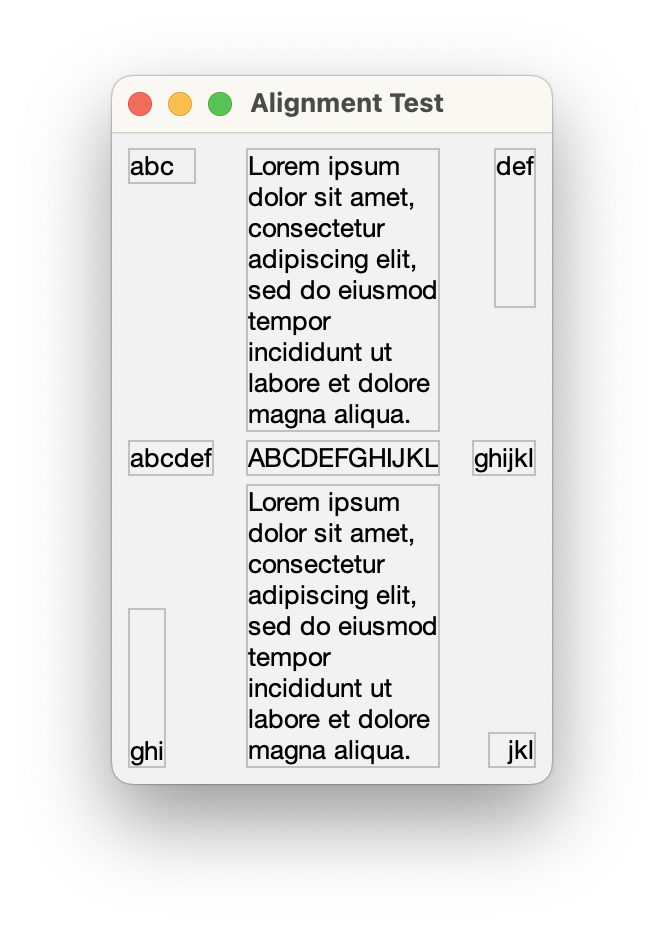 Alignment Test
abc
Lorem ipsum
dolor sit amet,
consectetur
adipiscing elit,
sed do eiusmod
tempor
incididunt ut
labore et dolore
magna aliqua.
def
abcdef
ABCDEFGHIJKL
ghijkl
ghi
Lorem ipsum
dolor sit amet,
consectetur
adipiscing elit,
sed do eiusmod
tempor
incididunt ut
labore et dolore
magna aliqua.
jkl